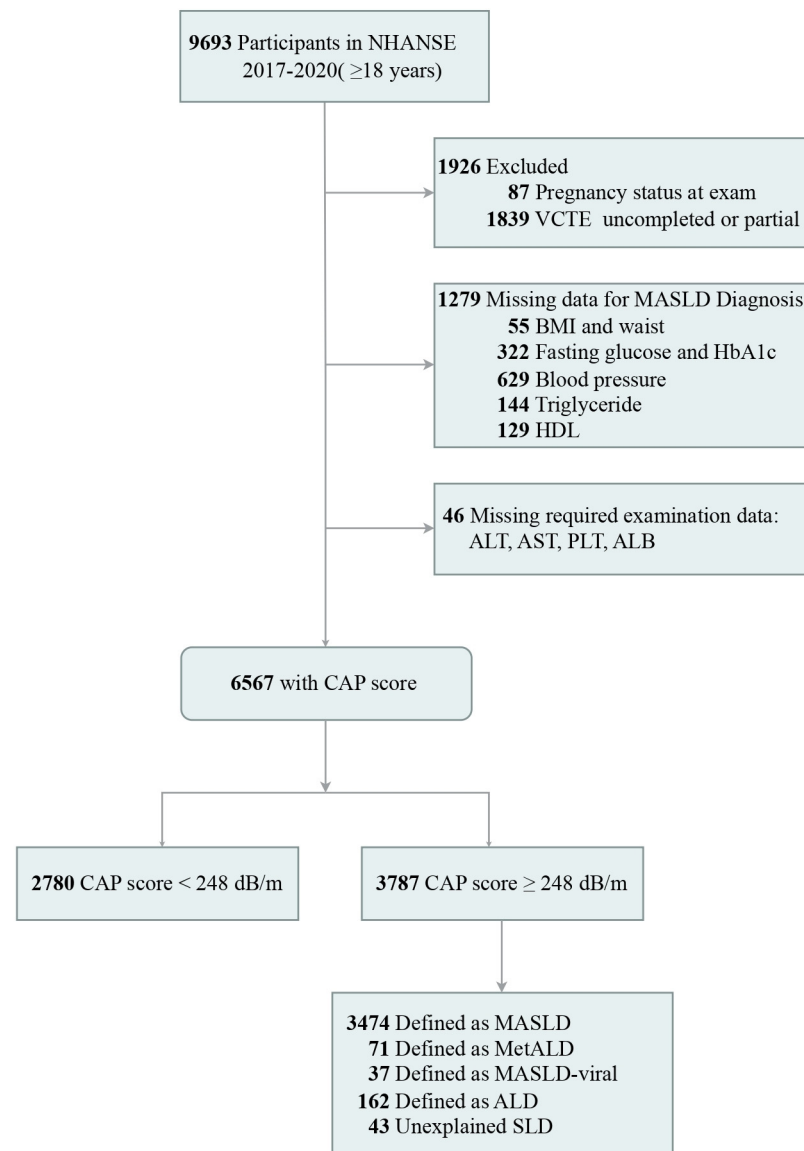 9693 Participants in NHANSE
2017-2020( ≥18 years)
1926 Excluded
87 Pregnancy status at exam
1839 VCTE uncompleted or partial
1279 Missing data for MASLD Diagnosis
55 BMI and waist
322 Fasting glucose and HbA1c
629 Blood pressure
144 Triglyceride
129 HDL
46 Missing required examination data:
ALT, AST, PLT, ALB
6567 with CAP score
2780 CAP score < 248 dB/m
3787 CAP score ≥ 248 dB/m
3474 Defined as MASLD
71 Defined as MetALD
37 Defined as MASLD-viral
162 Defined as ALD
43 Unexplained SLD